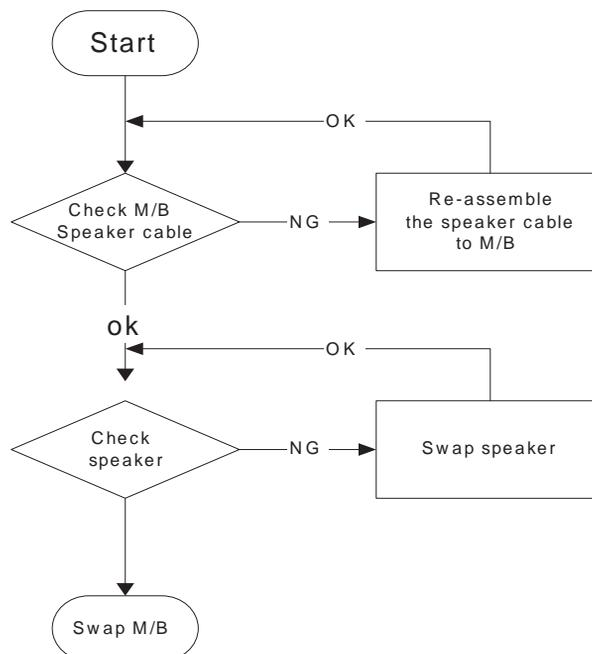 Start
OK
Check M/B
Speaker cable
NG
Re-assemble
the speaker cable
to M/B
ok
OK
Check
speaker
NG
Swap speaker
Swap M/B